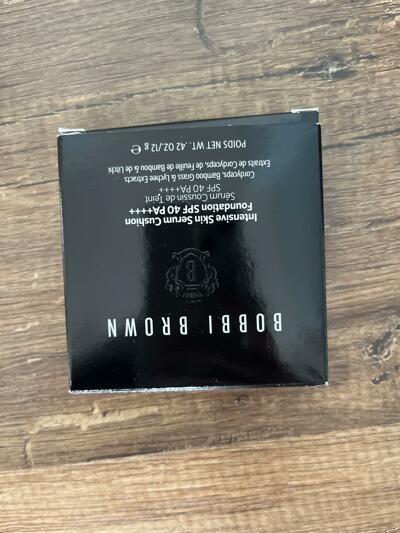 BOBBI BROWN
B
Intensive Skin Serum Cushion
Foundation SPF 40 PA++++
Sérum Coussin de Teint
SPF 40 PA++++
Cordyceps, Bamboo Grass & Lychee Extracts
Extraits de Cordyceps, de Feuille de Bambou & de Litchi
POIDS NET WT. .42 OZ./12 g ℮